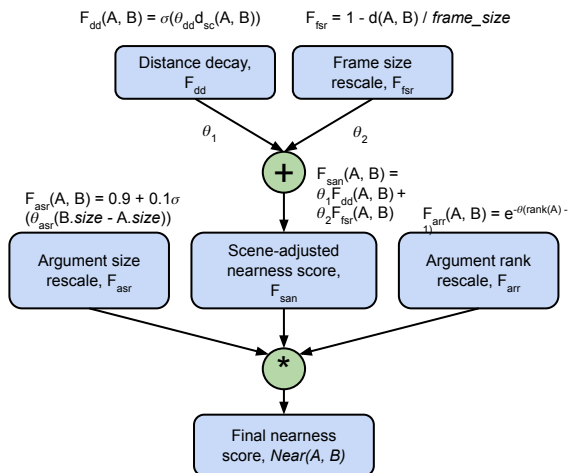 F_dd(A, B) = σ(θ_dd d_sc(A, B))
F_fsr = 1 - d(A, B) / frame_size
Distance decay,
F_dd
Frame size
rescale, F_fsr
θ_1
θ_2
+
F_san(A, B) =
θ_1F_dd(A, B) +
θ_2F_fsr(A, B)
F_asr(A, B) = 0.9 + 0.1σ
(θ_asr(B.size - A.size))
F_arr(A, B) = e^-θ(rank(A) -
1)
Argument size
rescale, F_asr
Scene-adjusted
nearness score,
F_san
Argument rank
rescale, F_arr
*
Final nearness
score, Near(A, B)